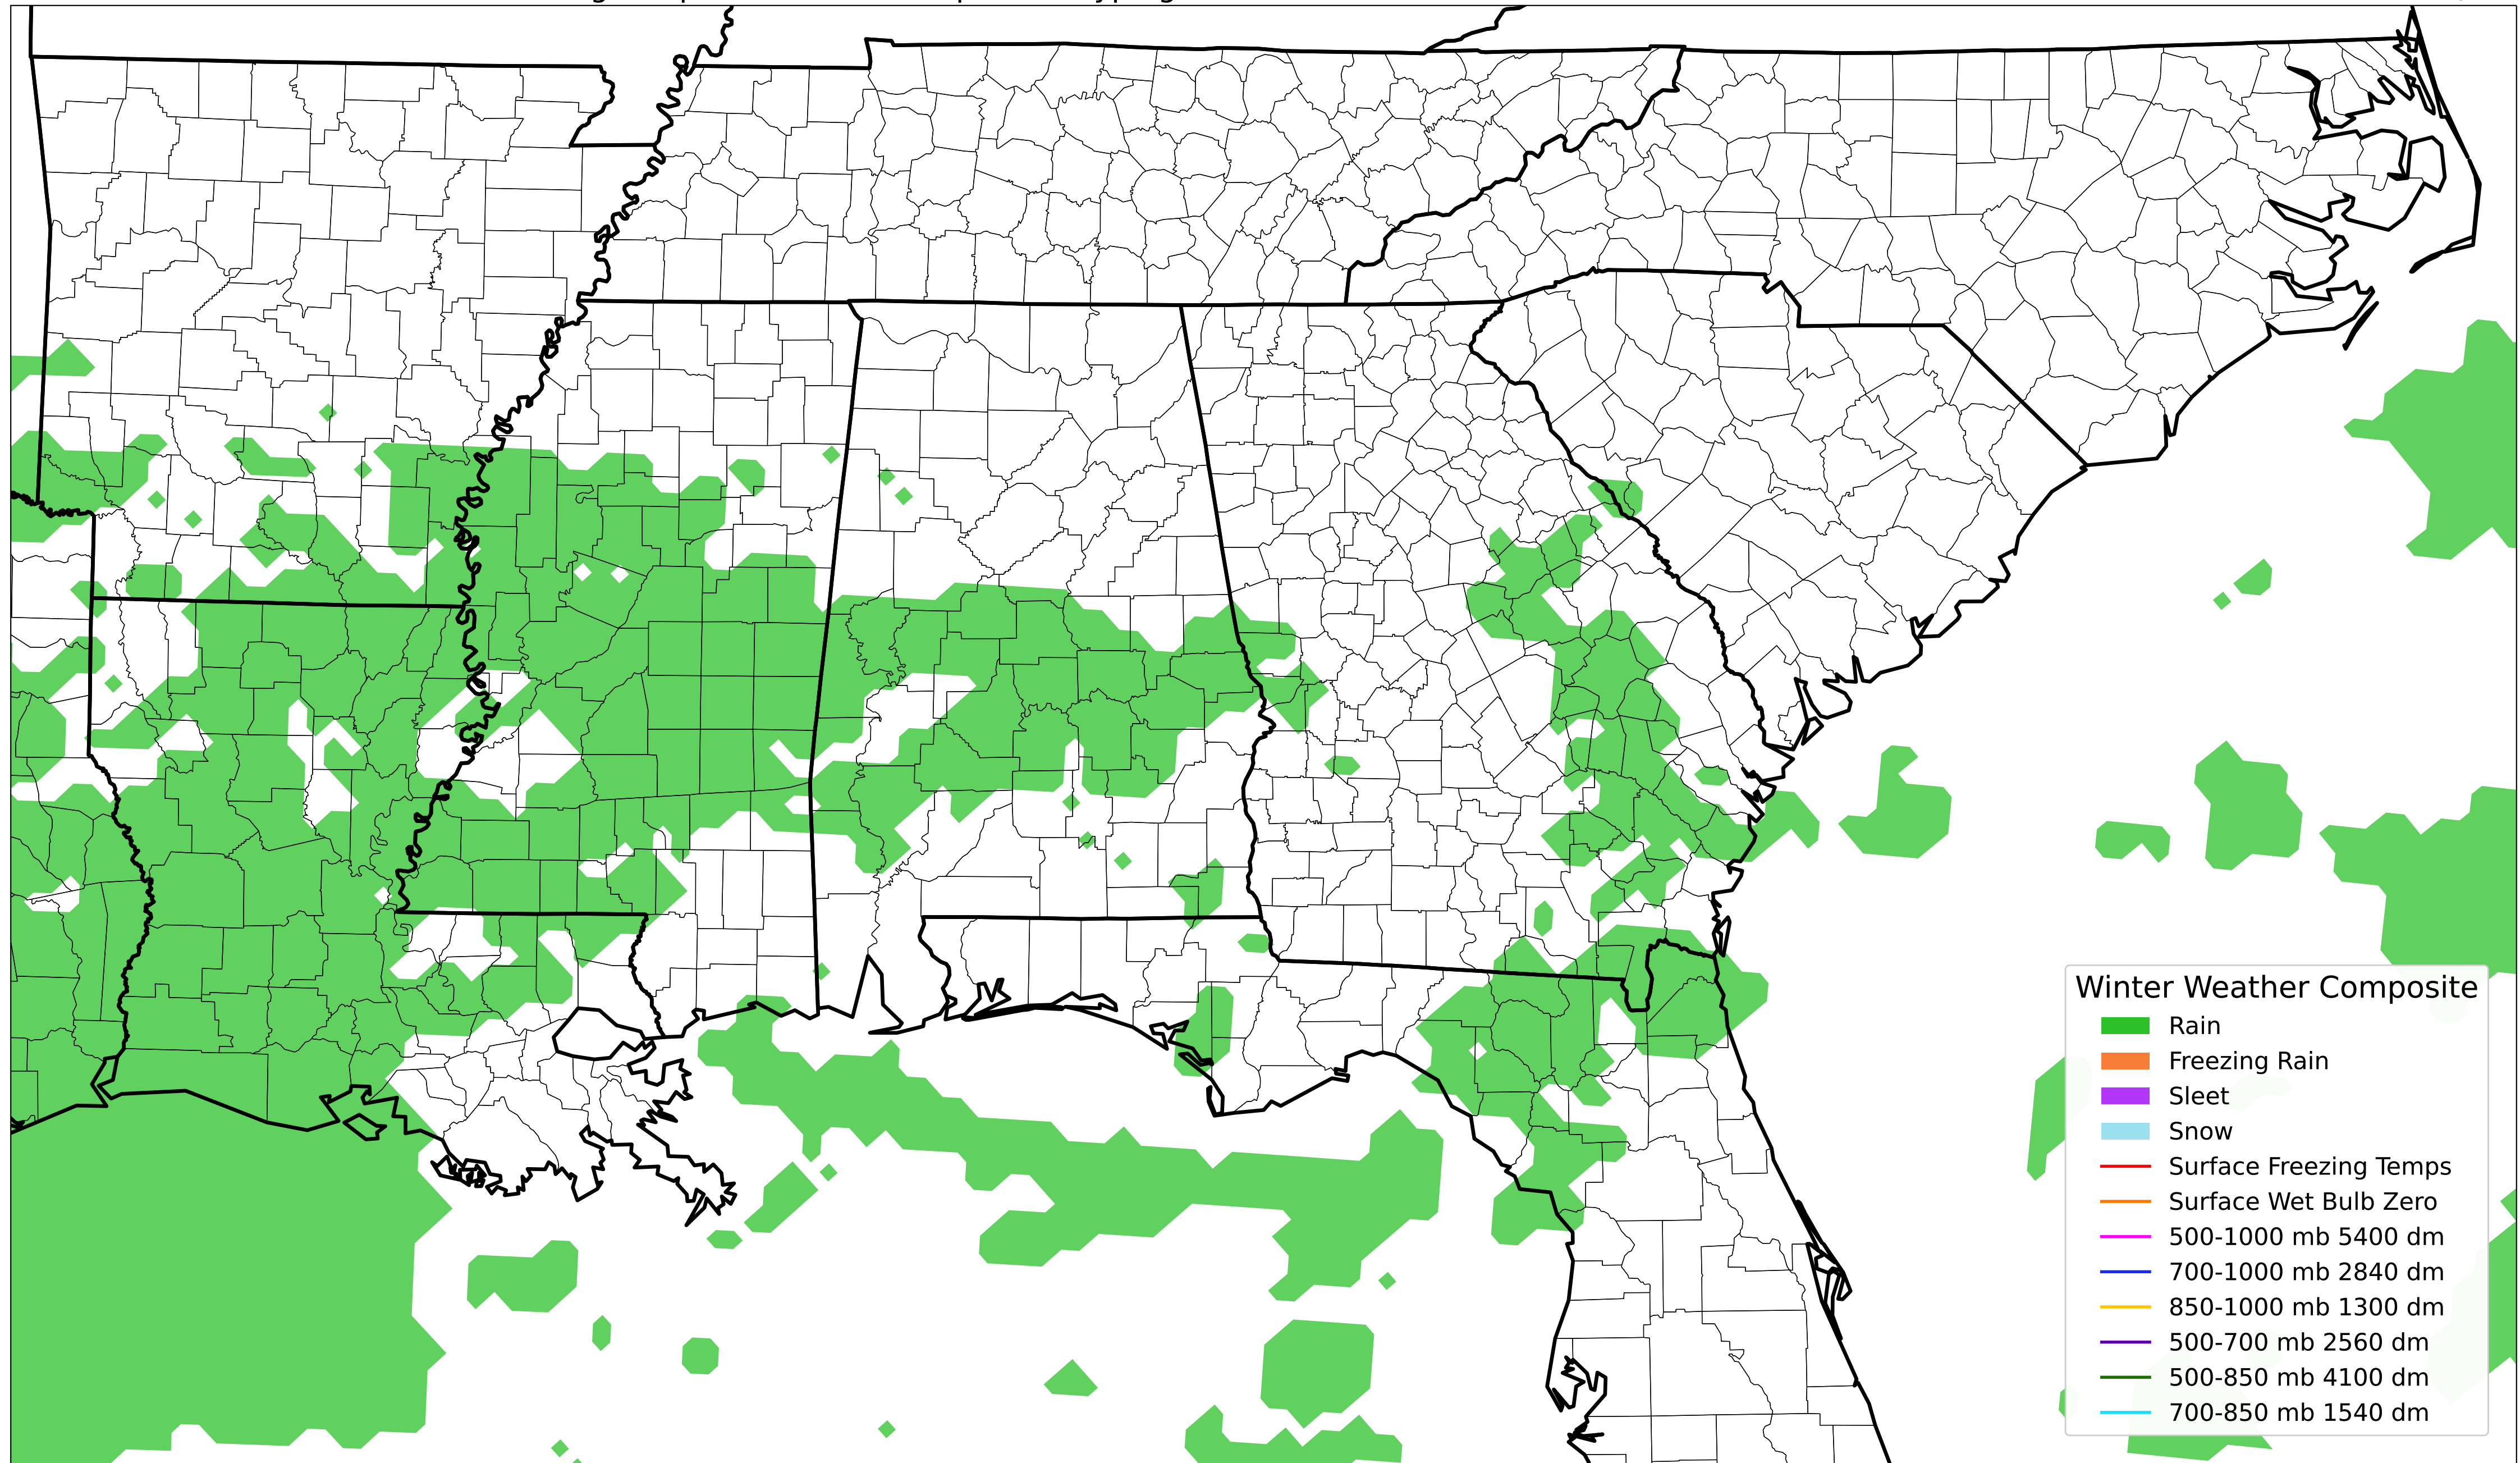 Winter Weather Composite
Rain
Freezing Rain
Sleet
Snow
Surface Freezing Temps
Surface Wet Bulb Zero
500-1000 mb 5400 dm
700-1000 mb 2840 dm
850-1000 mb 1300 dm
500-700 mb 2560 dm
500-850 mb 4100 dm
700-850 mb 1540 dm